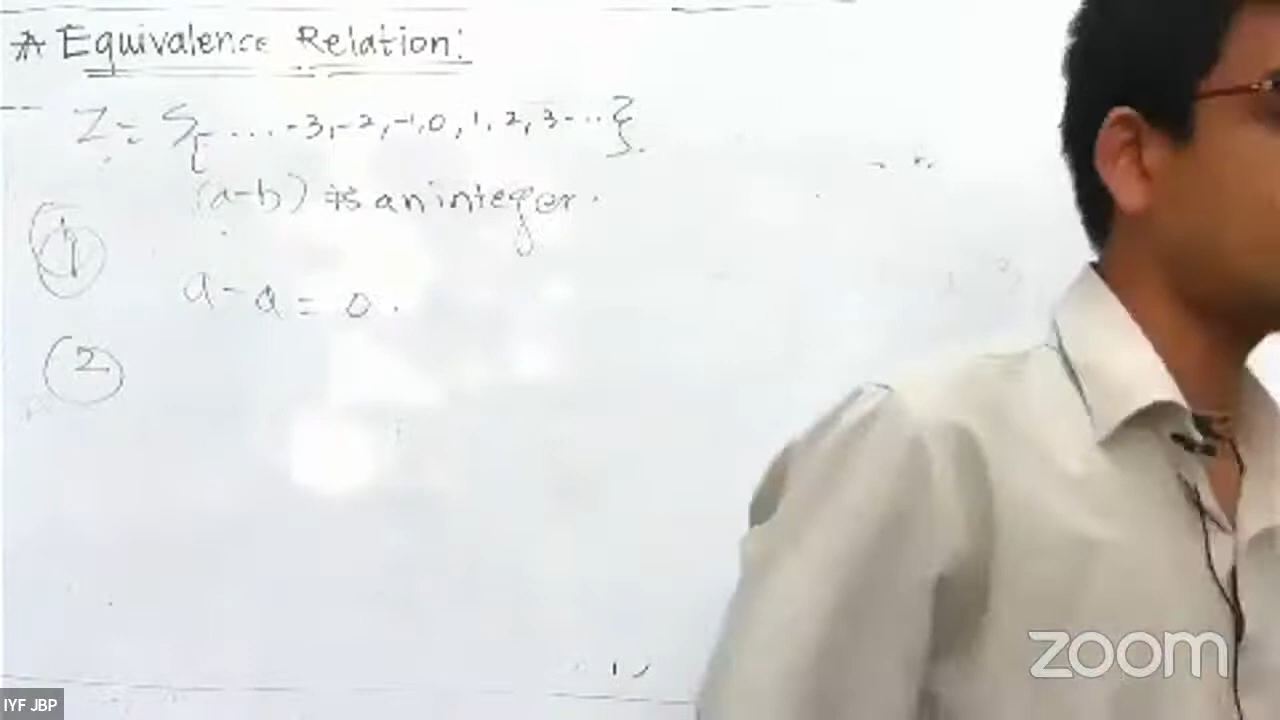 * Equivalence Relation:
Z = {.... -3, -2, -1, 0, 1, 2, 3 ...}.
(a-b) is an integer.
①
a - a = 0.
②
zoom
IYF JBP